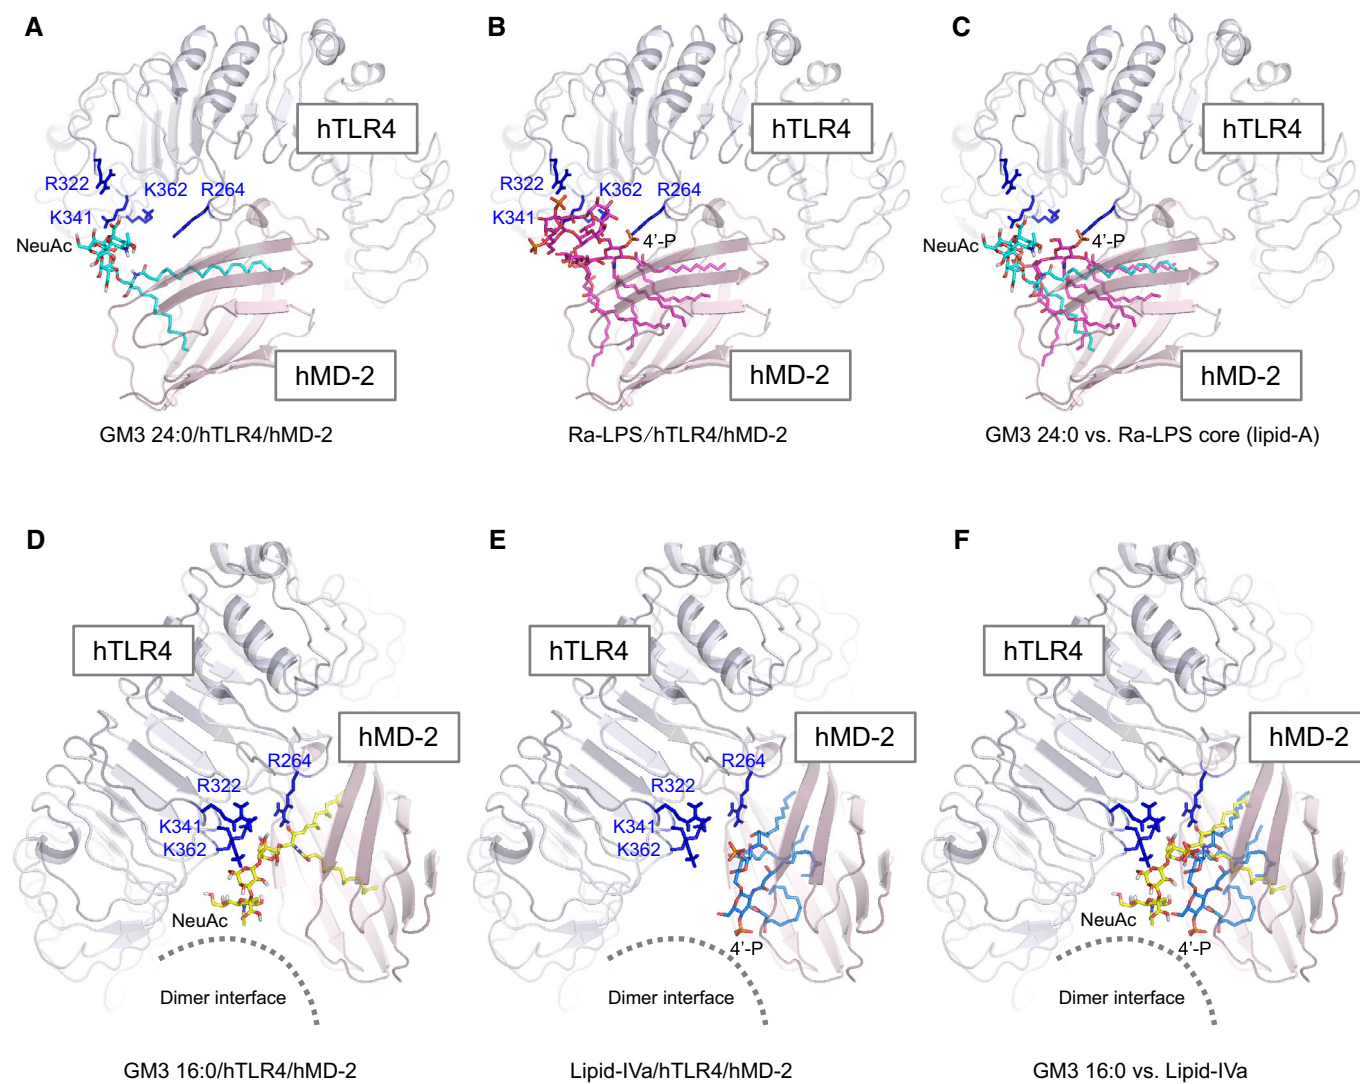 A
hTLR4
R322
K362
R264
K341
NeuAc
hMD-2
GM3 24:0/hTLR4/hMD-2
B
hTLR4
R322
K362
R264
K341
4'-P
hMD-2
Ra-LPS/hTLR4/hMD-2
C
hTLR4
NeuAc
4'-P
hMD-2
GM3 24:0 vs. Ra-LPS core (lipid-A)
D
hTLR4
hMD-2
R264
R322
K341
K362
NeuAc
Dimer interface
GM3 16:0/hTLR4/hMD-2
E
hTLR4
hMD-2
R264
R322
K341
K362
4'-P
Dimer interface
Lipid-IVa/hTLR4/hMD-2
F
hTLR4
hMD-2
NeuAc
4'-P
Dimer interface
GM3 16:0 vs. Lipid-IVa